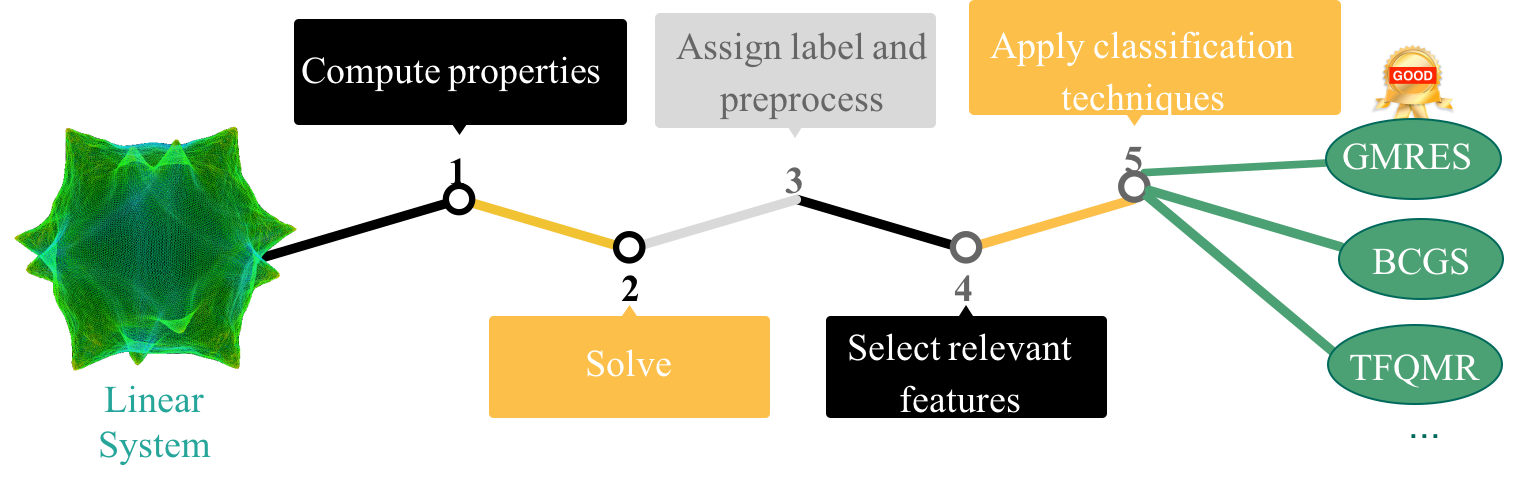 Linear
System
Compute properties
1
2
Solve
Assign label and
preprocess
3
4
Select relevant
features
Apply classification
techniques
5
GOOD
GMRES
BCGS
TFQMR
...